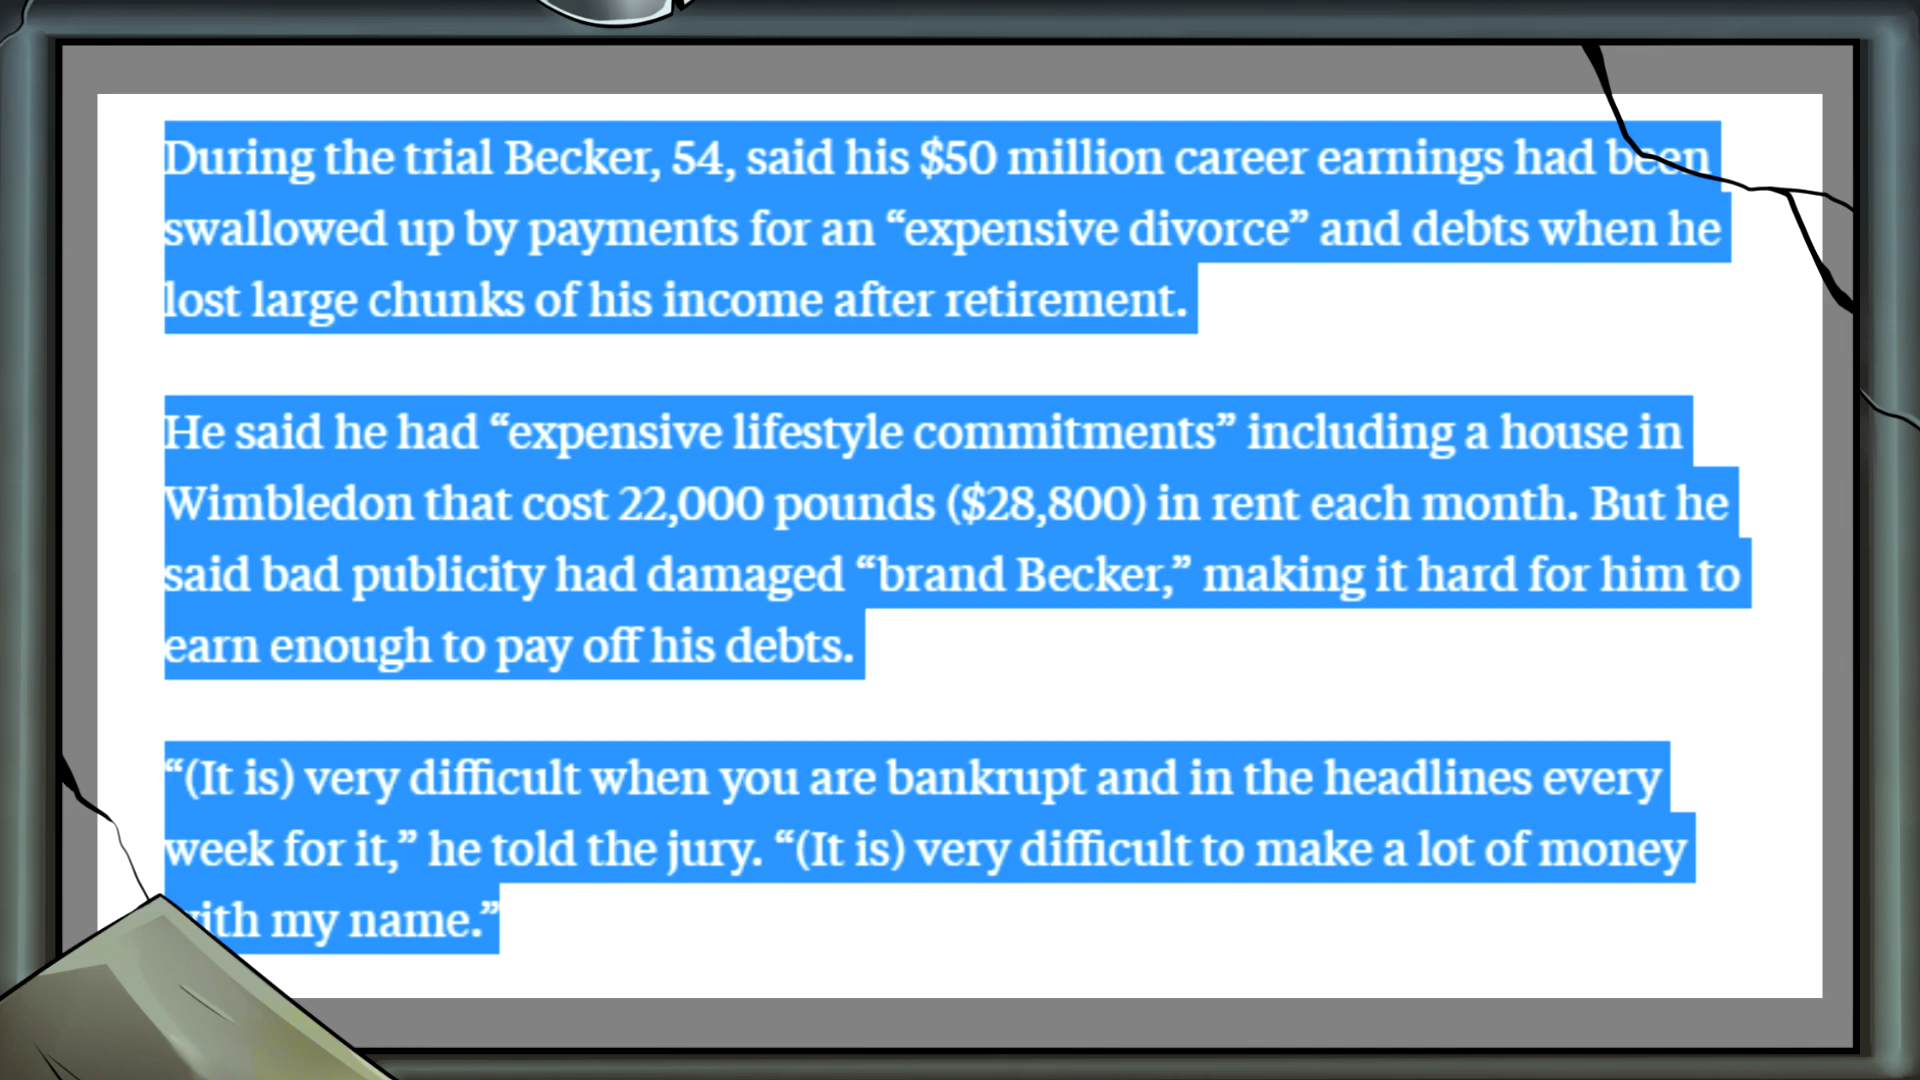 During the trial Becker, 54, said his $50 million career earnings had been
swallowed up by payments for an “expensive divorce” and debts when he
lost large chunks of his income after retirement.
He said he had “expensive lifestyle commitments” including a house in
Wimbledon that cost 22,000 pounds ($28,800) in rent each month. But he
said bad publicity had damaged “brand Becker,” making it hard for him to
earn enough to pay off his debts.
“(It is) very difficult when you are bankrupt and in the headlines every
week for it,” he told the jury. “(It is) very difficult to make a lot of money
with my name.”